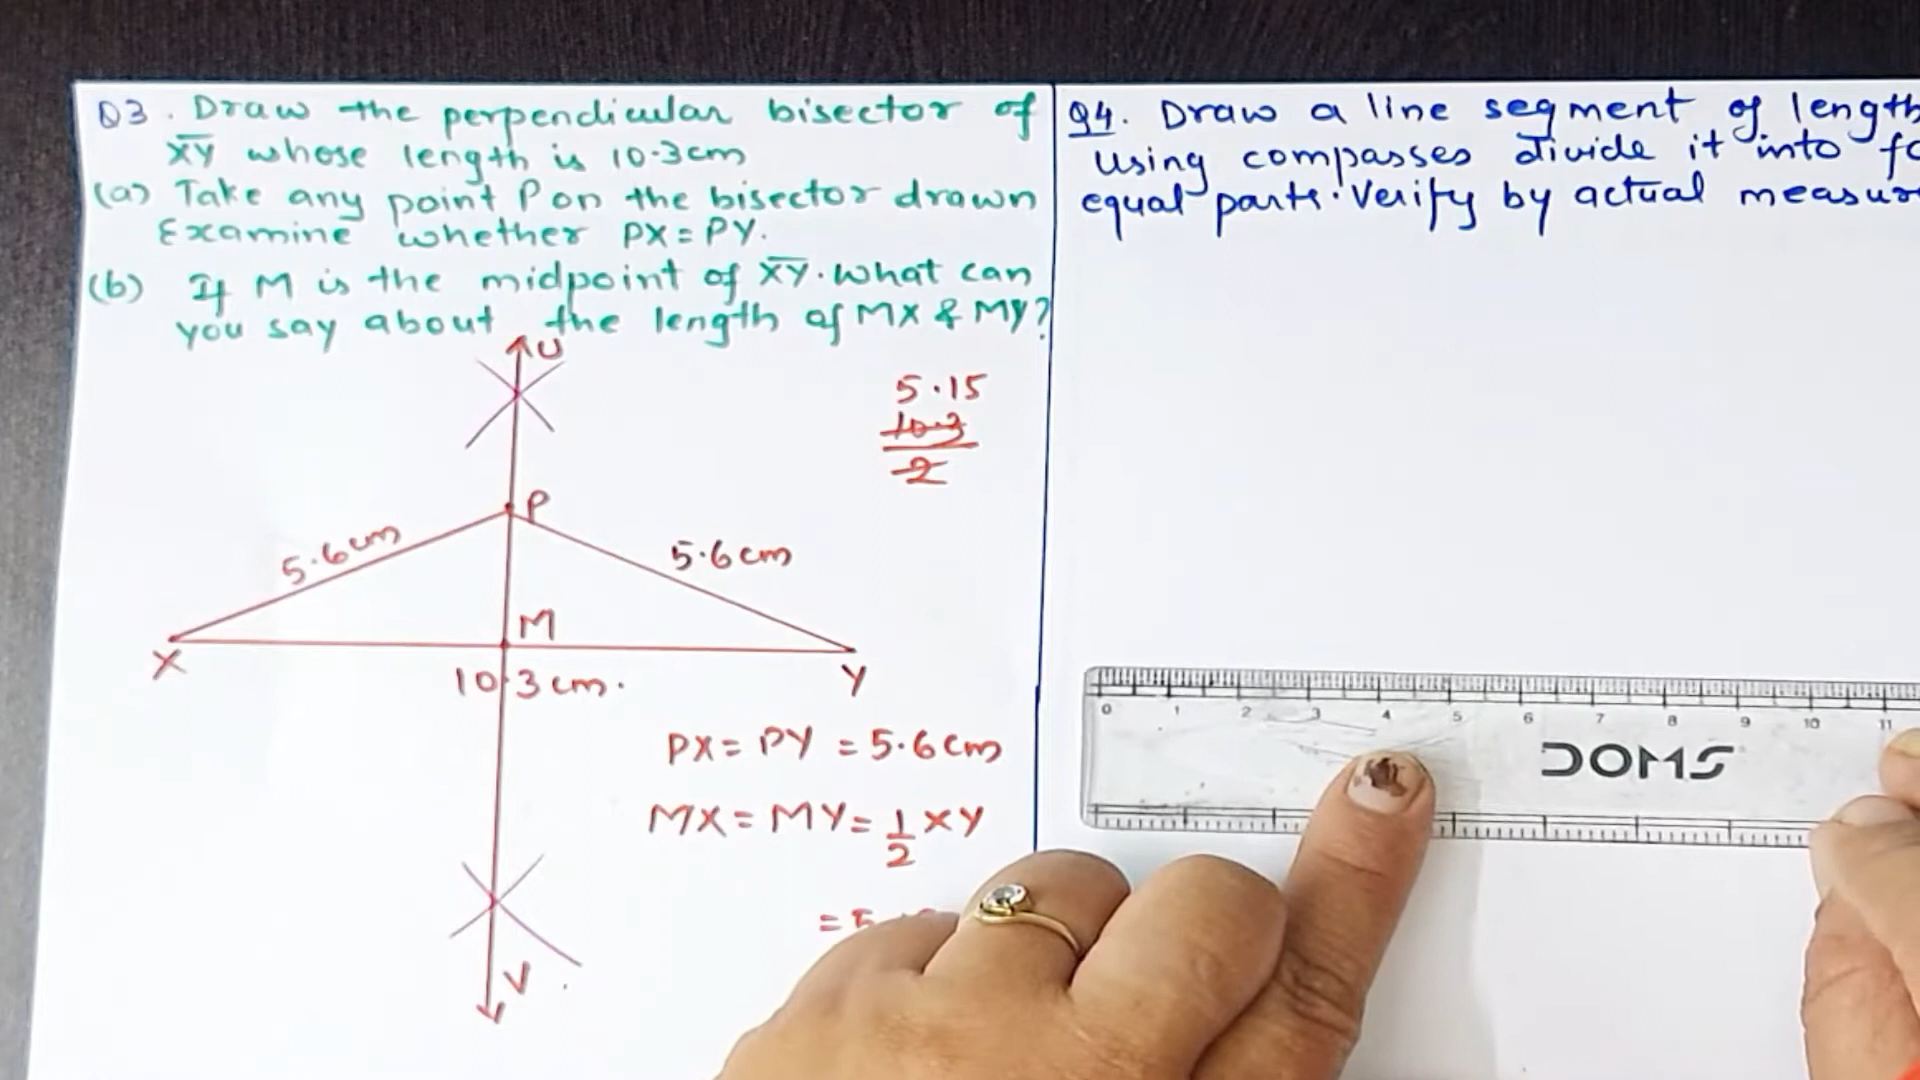 Q3. Draw the perpendicular bisector of
XY whose length is 10.3cm
(a) Take any point P on the bisector drawn
Examine whether PX = PY.
(b) If M is the midpoint of XY. What can
you say about the length of MX & MY?
U
5.15
10.3
2
P
5.6cm
5.6cm
M
X
Y
10.3cm.
PX = PY = 5.6cm
MX = MY = 1/2 XY
V
Q4. Draw a line segment of length
Using compasses divide it into
equal parts. Verify by actual
0 1 2 3 4 5 6 7 8 9 10 11
DOMS